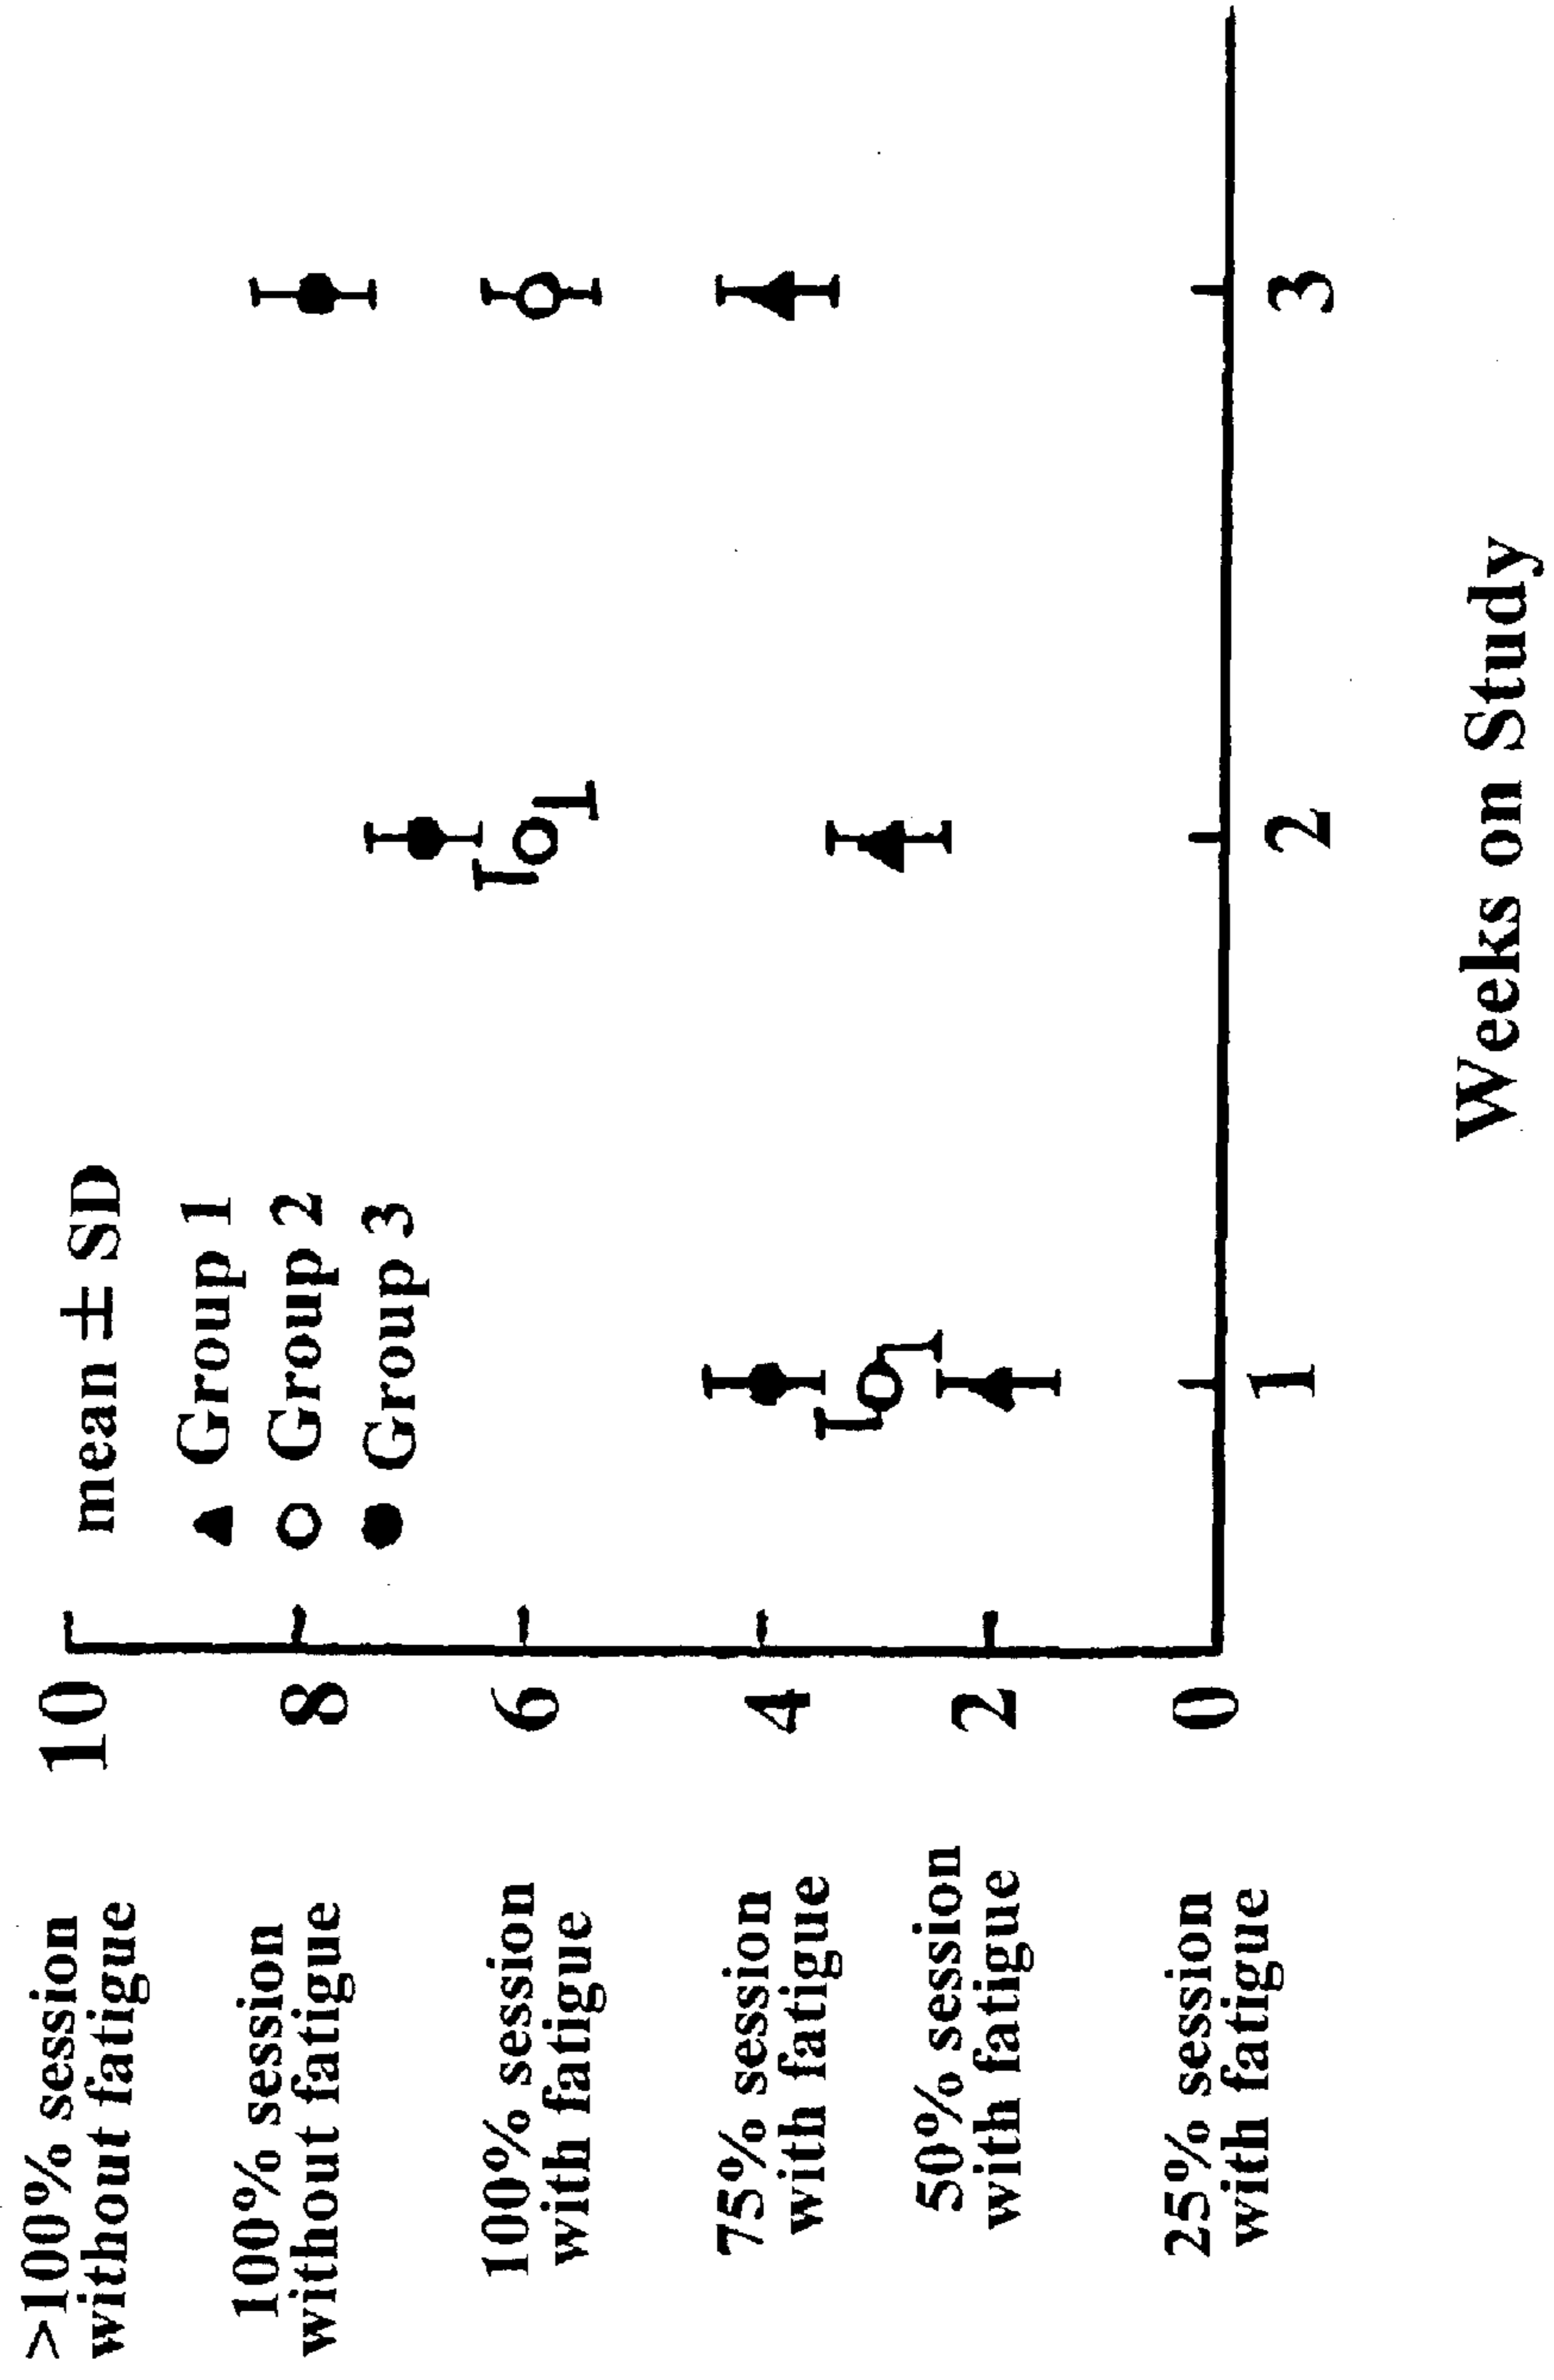 >100% session
without fatigue
100% session
without fatigue
100% session
with fatigue
75% session
with fatigue
50% session
with fatigue
25% session
with fatigue
10
8
6
4
2
0
mean ± SD
▲ Group 1
○ Group 2
● Group 3
1
2
3
Weeks on Study